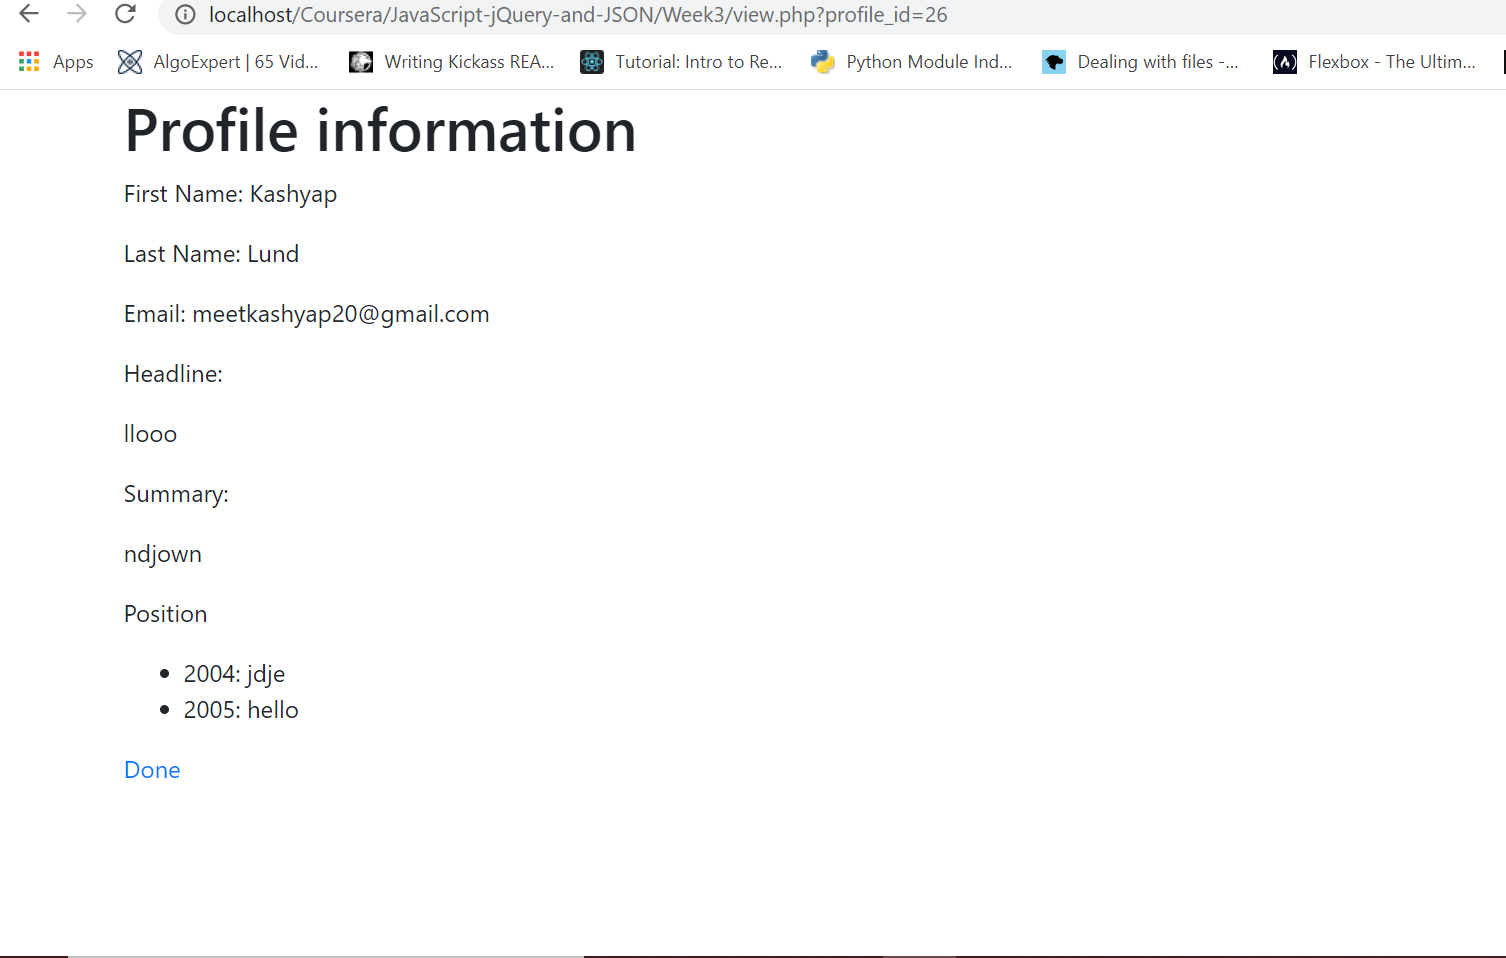 localhost/Coursera/JavaScript-jQuery-and-JSON/Week3/view.php?profile_id=26
Apps AlgoExpert | 65 Vid... Writing Kickass REA... Tutorial: Intro to Re... Python Module Ind... Dealing with files -... Flexbox - The Ultim...
Profile information
First Name: Kashyap
Last Name: Lund
Email: meetkashyap20@gmail.com
Headline:
llooo
Summary:
ndjown
Position
• 2004: jdje
• 2005: hello
Done